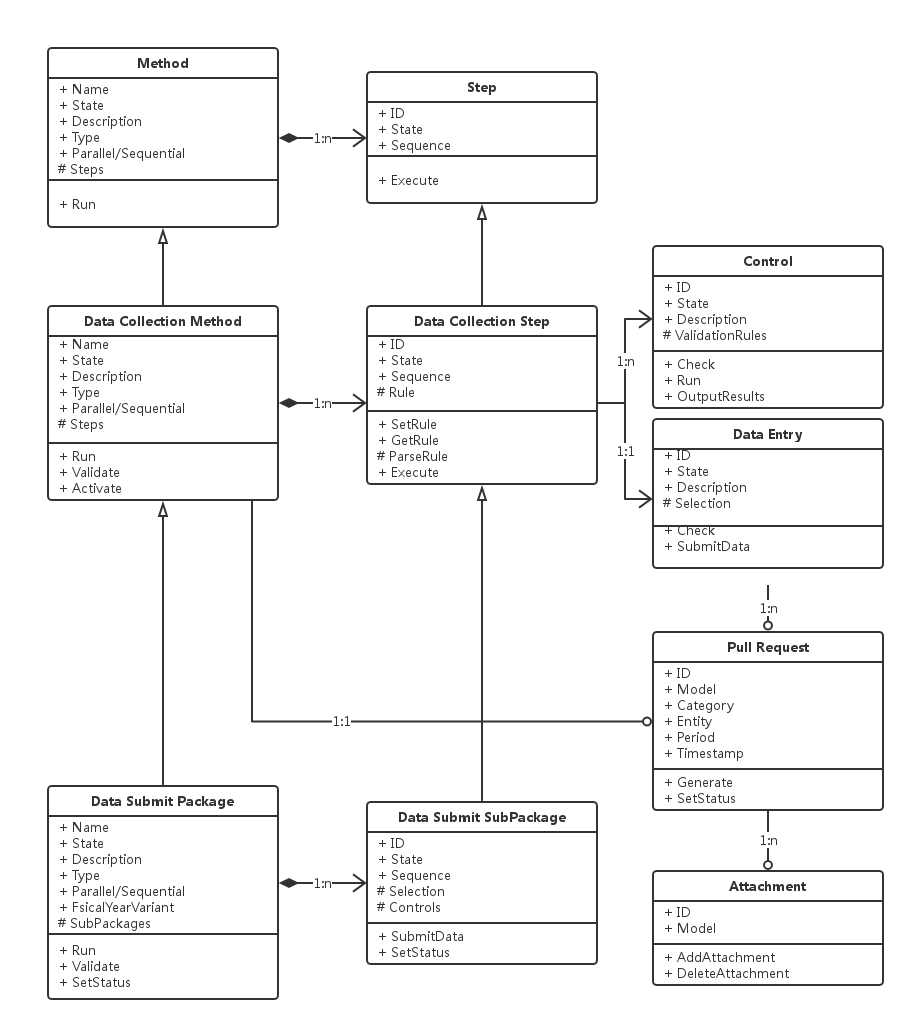 Method
+ Name
+ State
+ Description
+ Type
+ Parallel/Sequential
# Steps
+ Run
1:n
Step
+ ID
+ State
+ Sequence
+ Execute
Data Collection Method
+ Name
+ State
+ Description
+ Type
+ Parallel/Sequential
# Steps
+ Run
+ Validate
+ Activate
1:n
Data Collection Step
+ ID
+ State
+ Sequence
# Rule
+ SetRule
+ GetRule
# ParseRule
+ Execute
1:n
1:1
Control
+ ID
+ State
+ Description
# ValidationRules
+ Check
+ Run
+ OutputResults
Data Entry
+ ID
+ State
+ Description
# Selection
+ Check
+ SubmitData
1:n
1:1
Pull Request
+ ID
+ Model
+ Category
+ Entity
+ Period
+ Timestamp
+ Generate
+ SetStatus
1:n
Data Submit Package
+ Name
+ State
+ Description
+ Type
+ Parallel/Sequential
+ FsicalYearVariant
# SubPackages
+ Run
+ Validate
+ SetStatus
1:n
Data Submit SubPackage
+ ID
+ State
+ Sequence
# Selection
# Controls
+ SubmitData
+ SetStatus
Attachment
+ ID
+ Model
+ AddAttachment
+ DeleteAttachment